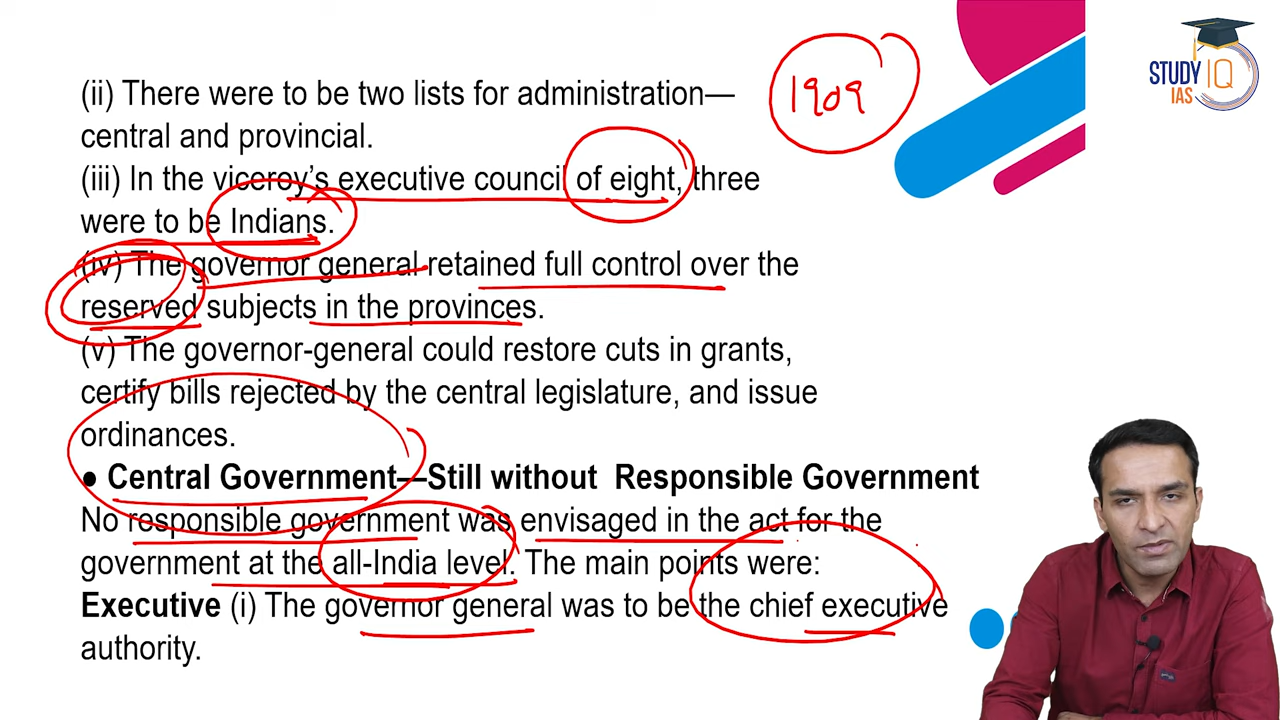 (ii) There were to be two lists for administration—
central and provincial.
(iii) In the viceroy's executive council of eight, three
were to be Indians.
(iv) The governor general retained full control over the
reserved subjects in the provinces.
(v) The governor-general could restore cuts in grants,
certify bills rejected by the central legislature, and issue
ordinances.
● Central Government—Still without Responsible Government
No responsible government was envisaged in the act for the
government at the all-India level. The main points were:
Executive (i) The governor general was to be the chief executive
authority.
1909
STUDY IQ
IAS